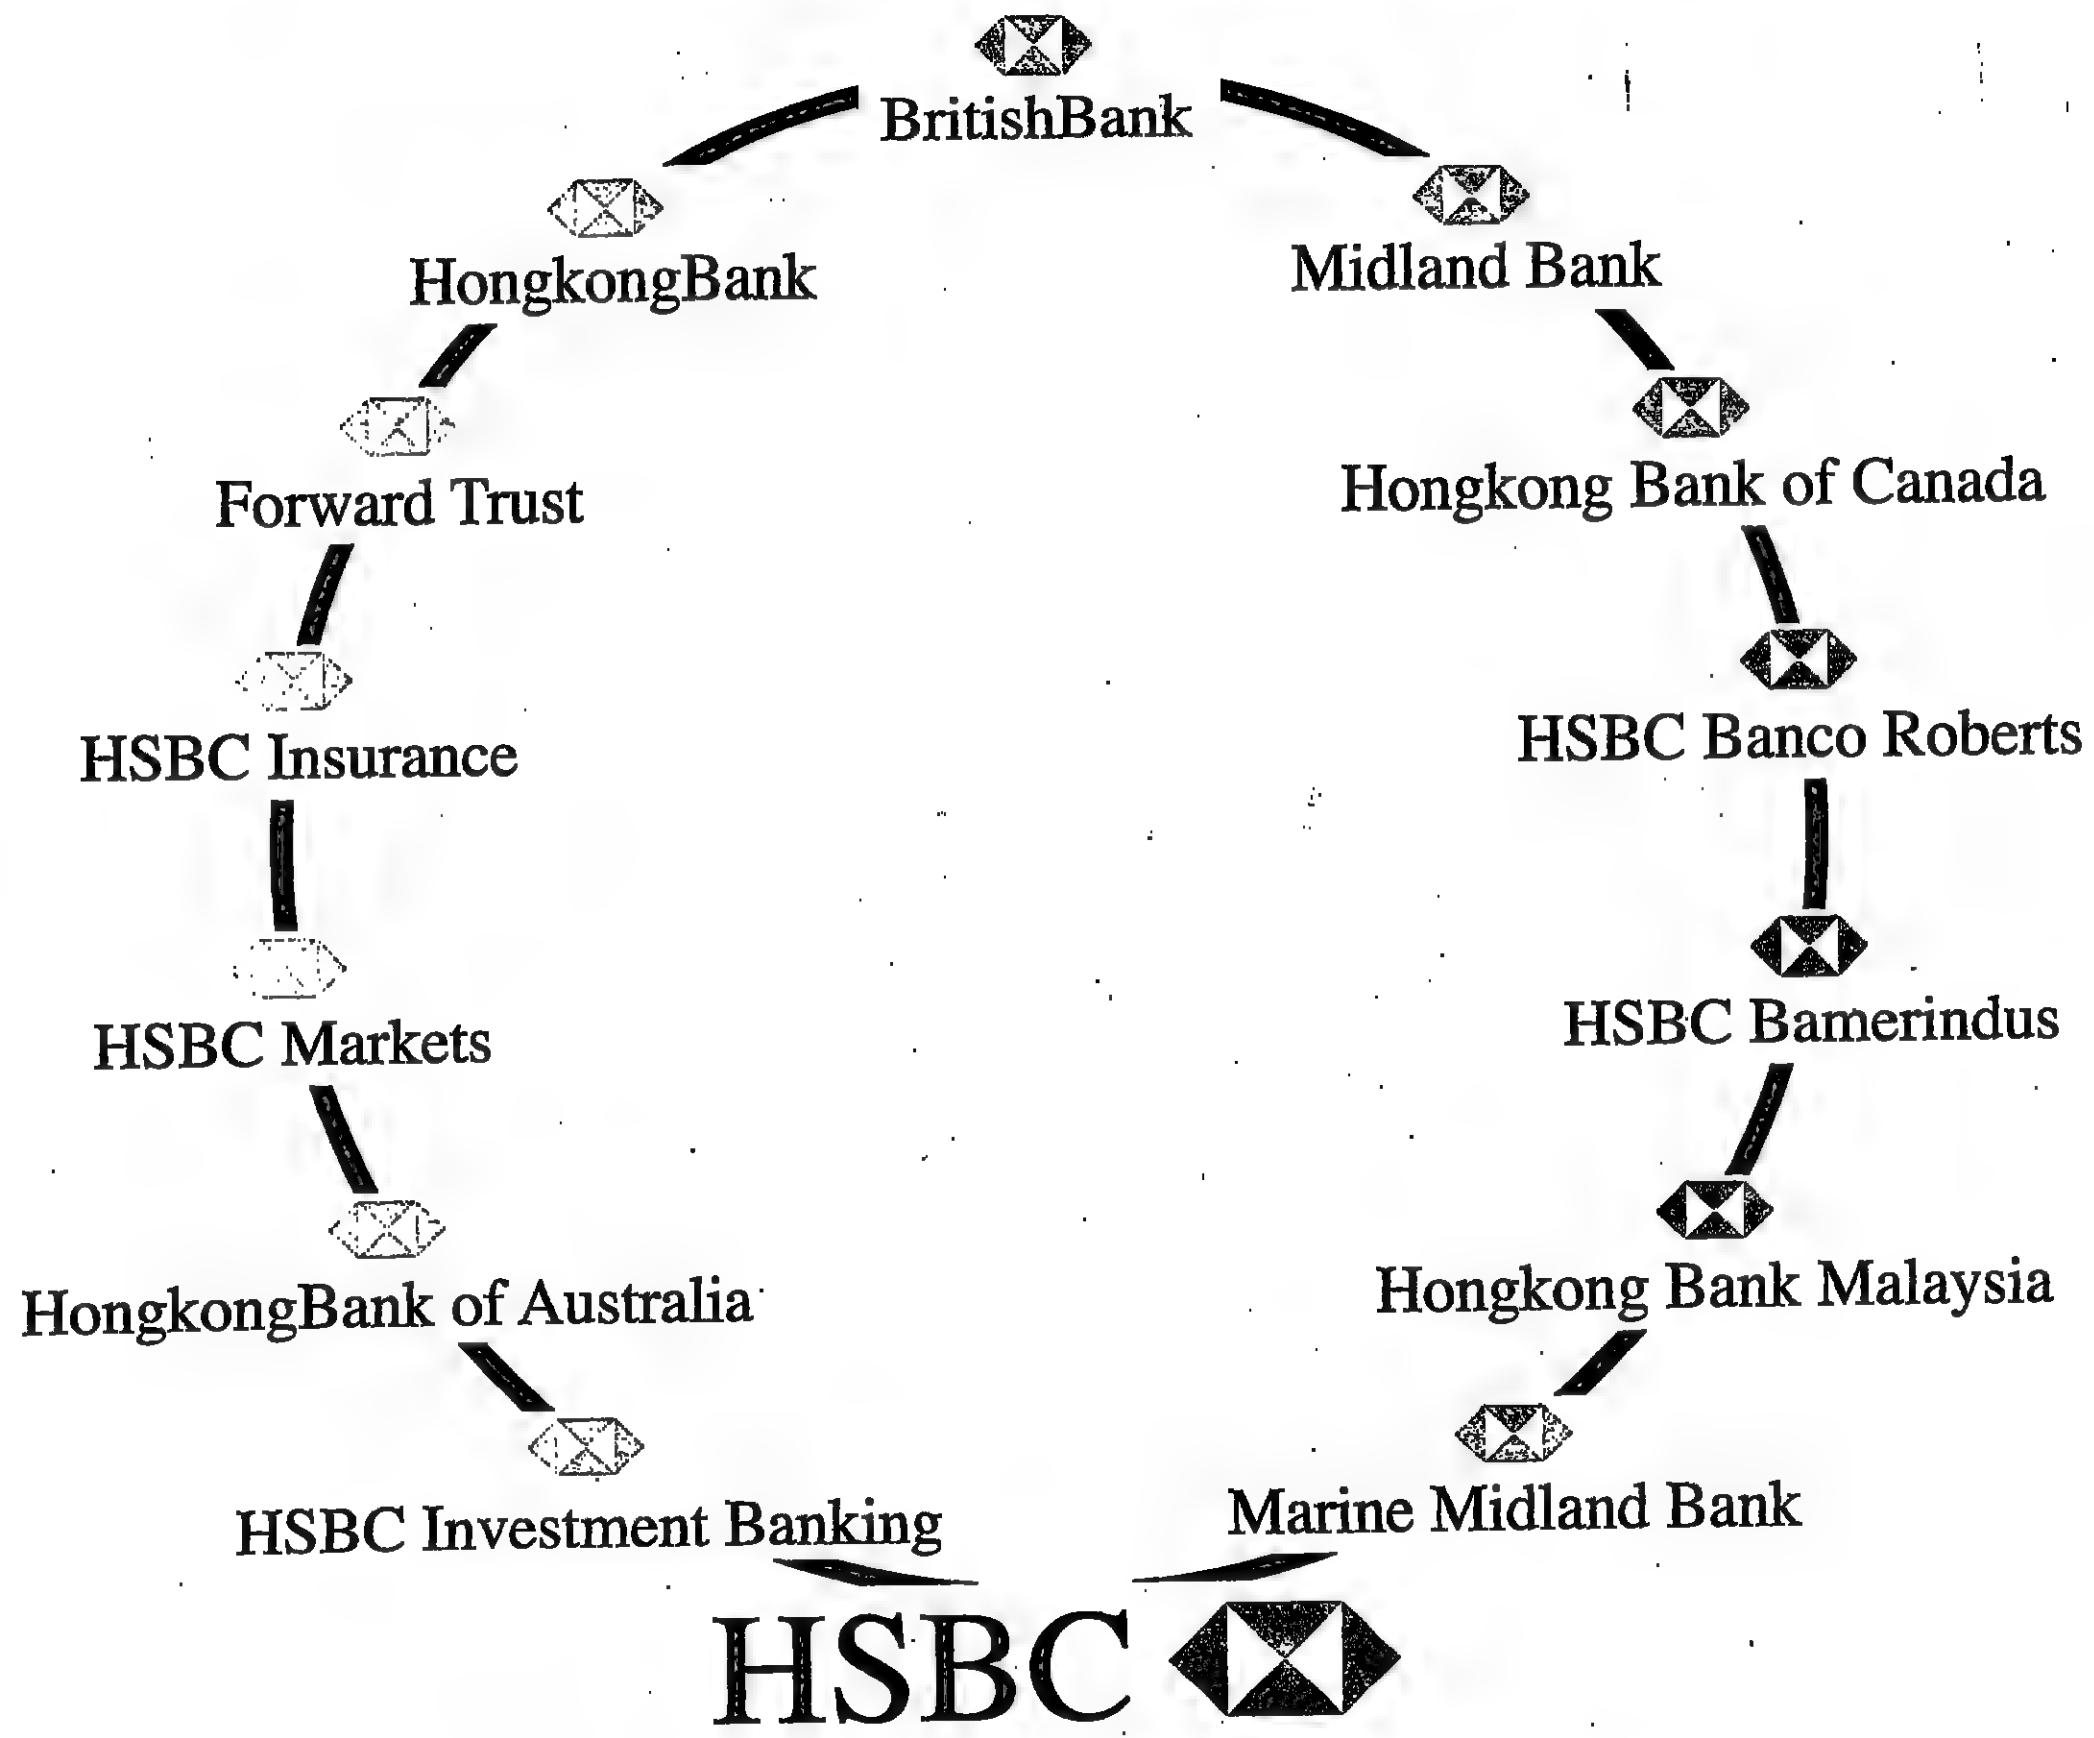 BritishBank
HongkongBank
Midland Bank
Forward Trust
Hongkong Bank of Canada
HSBC Insurance
HSBC Banco Roberts
HSBC Markets
HSBC Bamerindus
HongkongBank of Australia
Hongkong Bank Malaysia
HSBC Investment Banking
Marine Midland Bank
HSBC